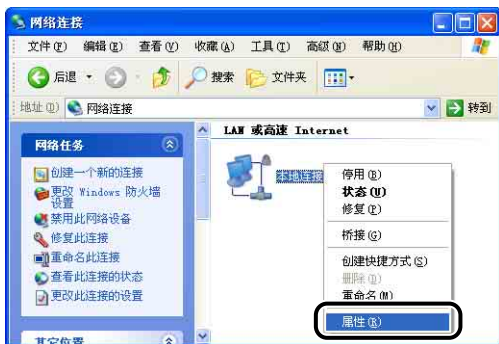 网络连接
文件(F) 编辑(E) 查看(V) 收藏(A) 工具(T) 高级(N) 帮助(H)
后退 搜索 文件夹
地址(D) 网络连接 转到
网络任务
创建一个新的连接
更改 Windows 防火墙
设置
禁用此网络设备
修复此连接
重命名此连接
查看此连接的状态
更改此连接的设置
其它位置
LAN 或高速 Internet
本地连接
停用(B)
状态(U)
修复(P)
桥接(G)
创建快捷方式(S)
删除(D)
重命名(M)
属性(R)